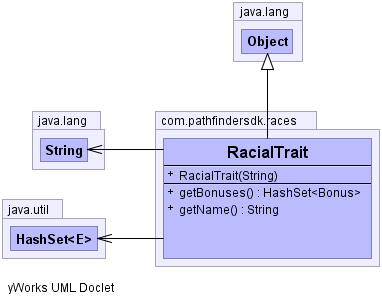 java.lang
Object
java.lang
String
com.pathfindersdk.races
RacialTrait
+ RacialTrait(String)
+ getBonuses() : HashSet<Bonus>
+ getName() : String
java.util
HashSet<E>
yWorks UML Doclet